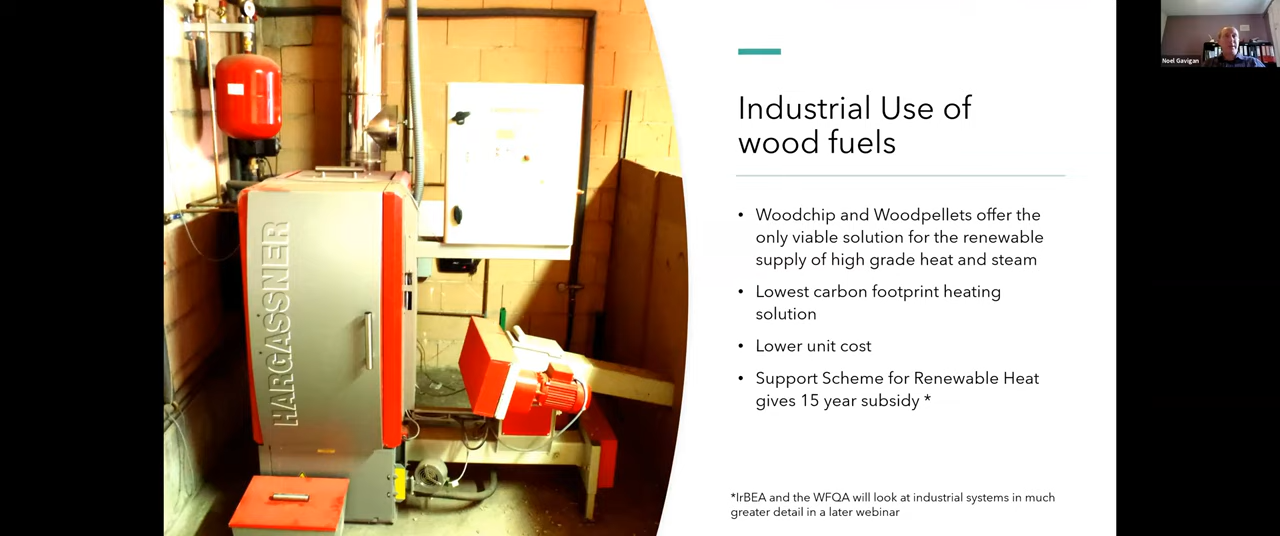 Industrial Use of
wood fuels
• Woodchip and Woodpellets offer the
only viable solution for the renewable
supply of high grade heat and steam
• Lowest carbon footprint heating
solution
• Lower unit cost
• Support Scheme for Renewable Heat
gives 15 year subsidy *
*IrBEA and the WFQA will look at industrial systems in much
greater detail in a later webinar
HARGASSNER
Noel Gavigan